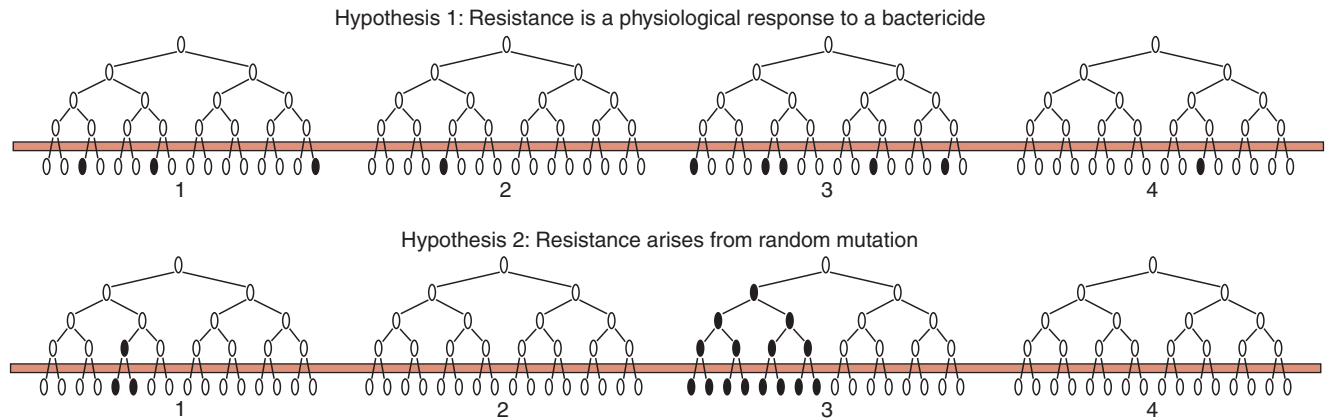 Hypothesis 1: Resistance is a physiological response to a bactericide
1 2 3 4
Hypothesis 2: Resistance arises from random mutation
1 2 3 4